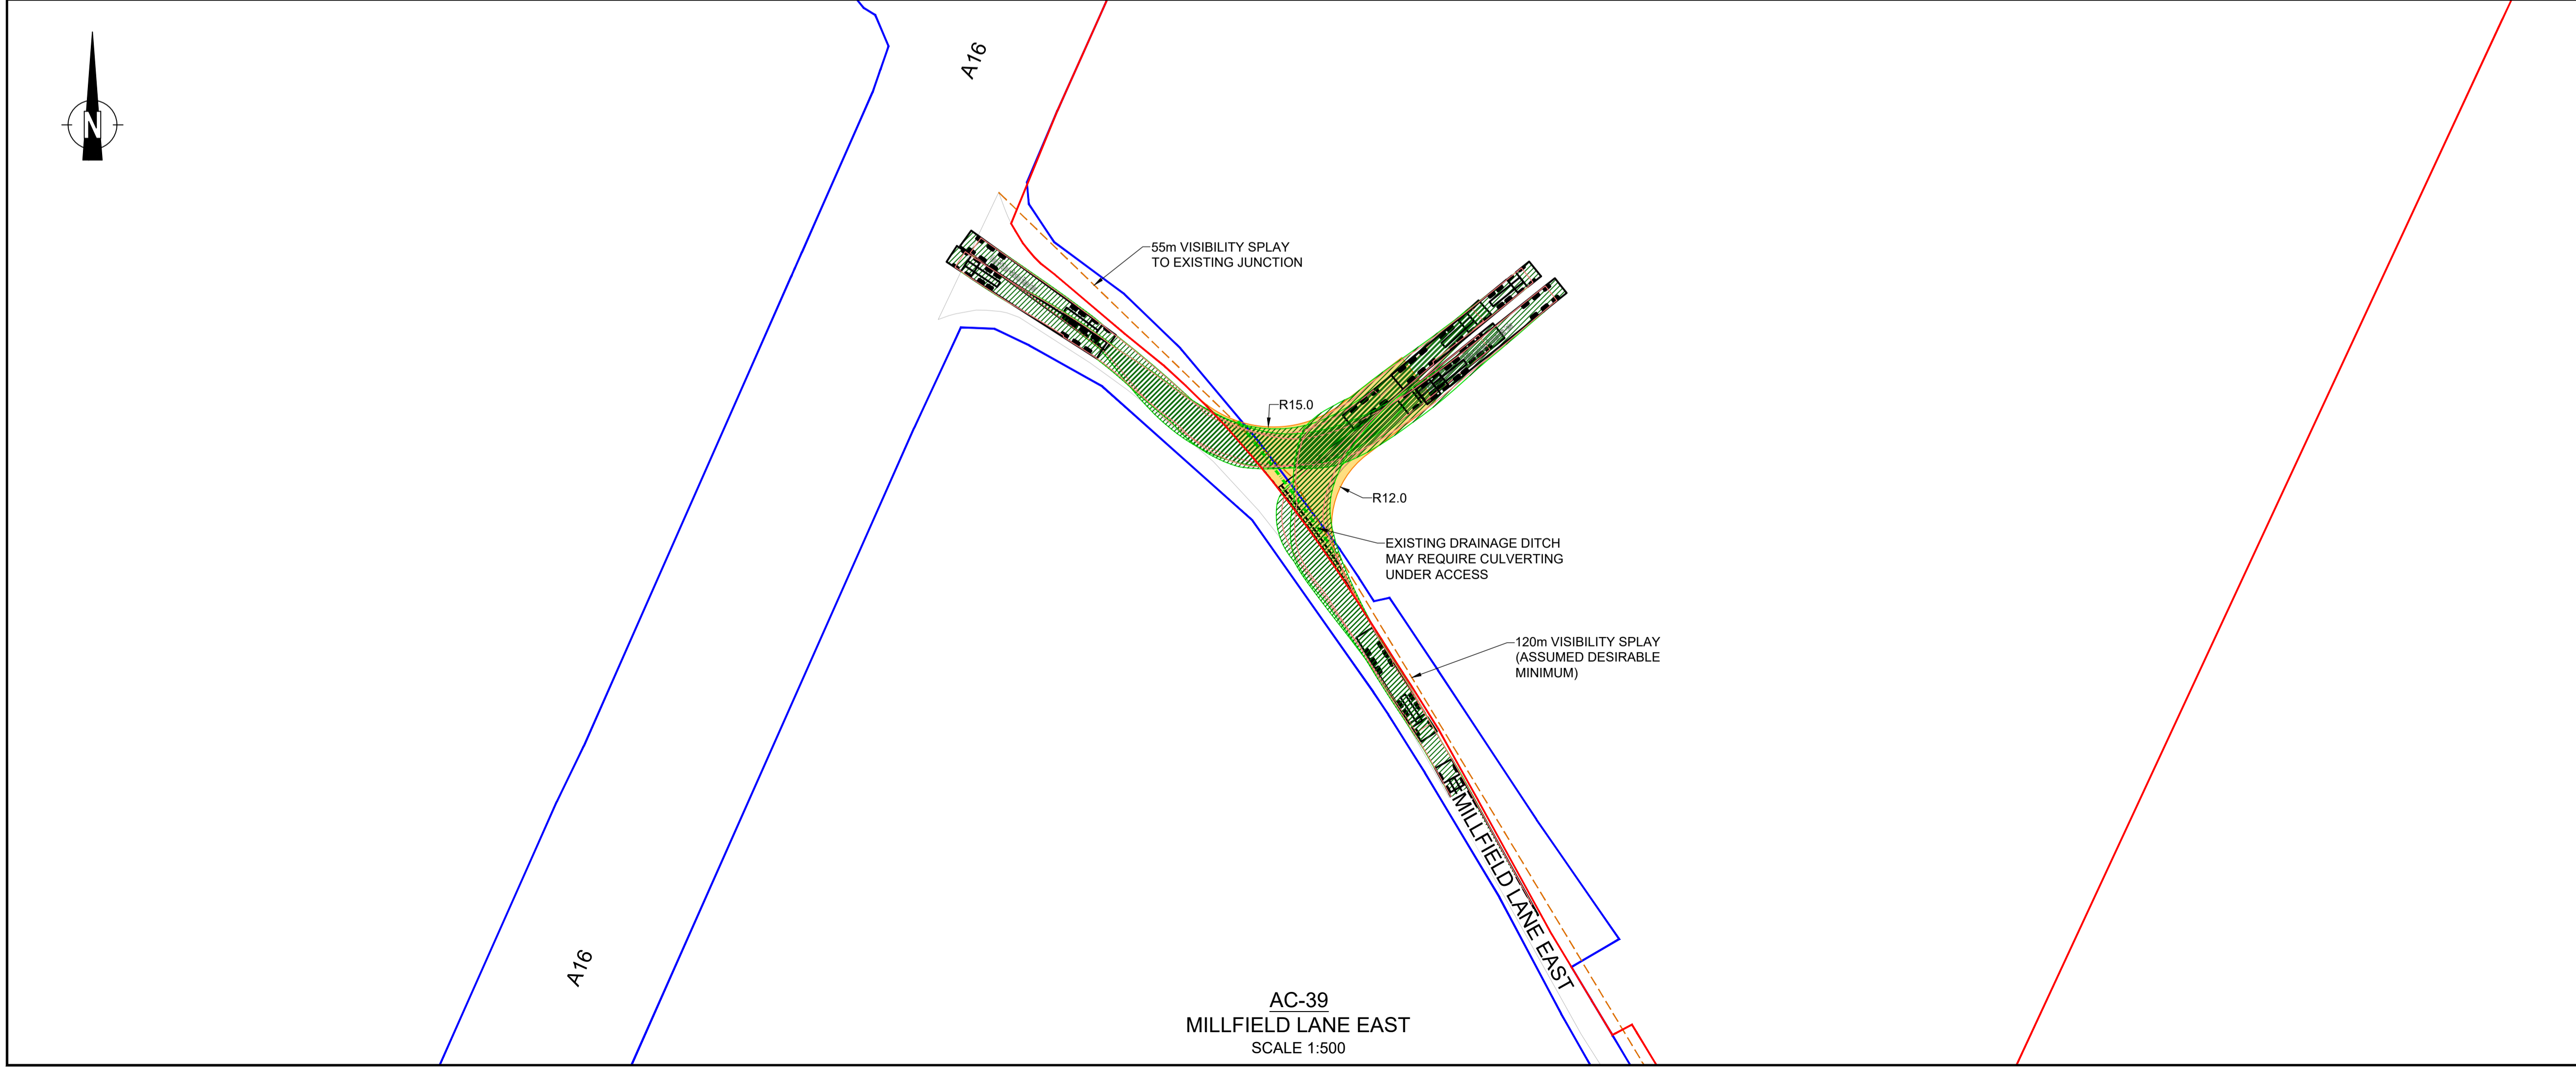 N
A16
55m VISIBILITY SPLAY
TO EXISTING JUNCTION
R15.0
R12.0
EXISTING DRAINAGE DITCH
MAY REQUIRE CULVERTING
UNDER ACCESS
120m VISIBILITY SPLAY
(ASSUMED DESIRABLE
MINIMUM)
MILLFIELD LANE EAST
A16
AC-39
MILLFIELD LANE EAST
SCALE 1:500